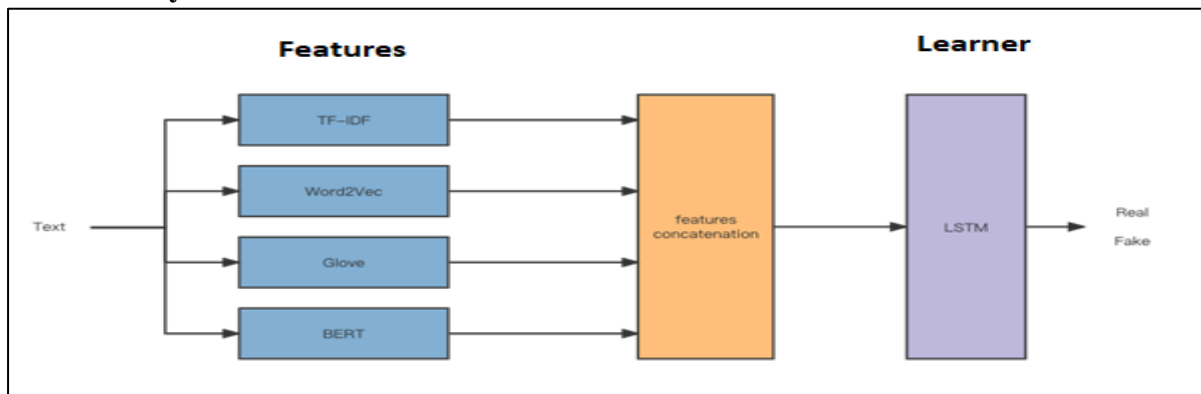 Features
Learner
TF-IDF
Word2Vec
Text
features
concatenation
LSTM
Real
Fake
Glove
BERT